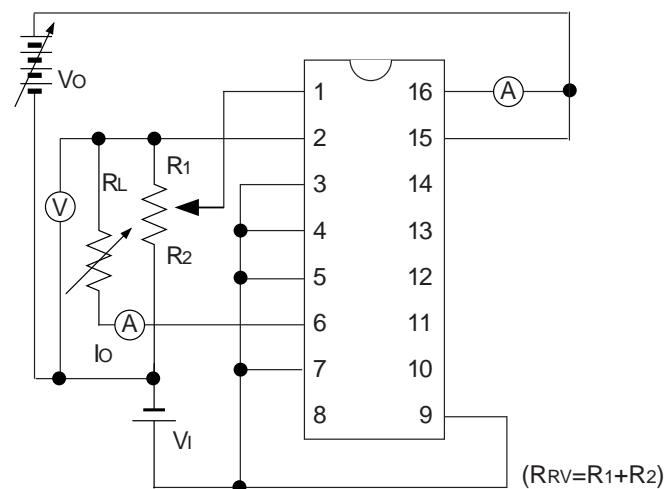 VO
1 16 A
2 15
R1
RL
3 14
V
4 13
R2
5 12
A 6 11
IO
7 10
8 9
VI
(RRV=R1+R2)